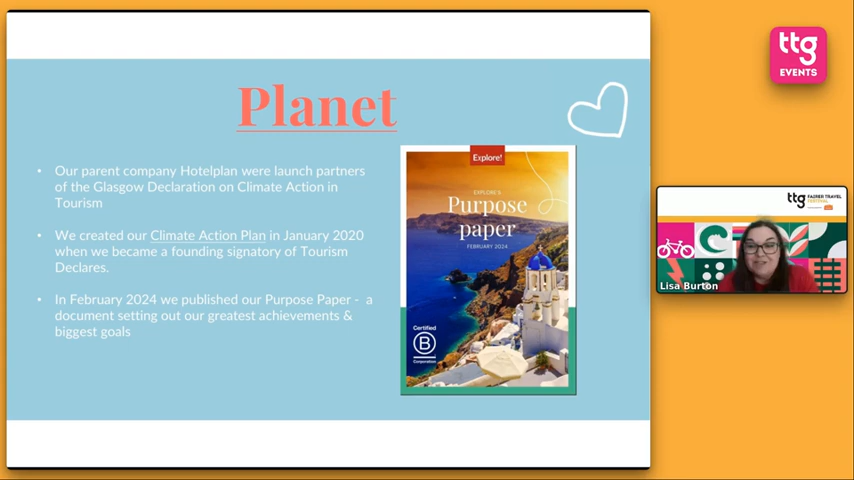 ttg
EVENTS
Planet
• Our parent company Hotelplan were launch partners
of the Glasgow Declaration on Climate Action in
Tourism
• We created our Climate Action Plan in January 2020
when we became a founding signatory of Tourism
Declares.
• In February 2024 we published our Purpose Paper - a
document setting out our greatest achievements &
biggest goals
Explore!
EXPLORE'S
Purpose
paper
FEBRUARY 2024
Certified
B
Corporation
ttg FAIRER TRAVEL
FESTIVAL
Lisa Burton